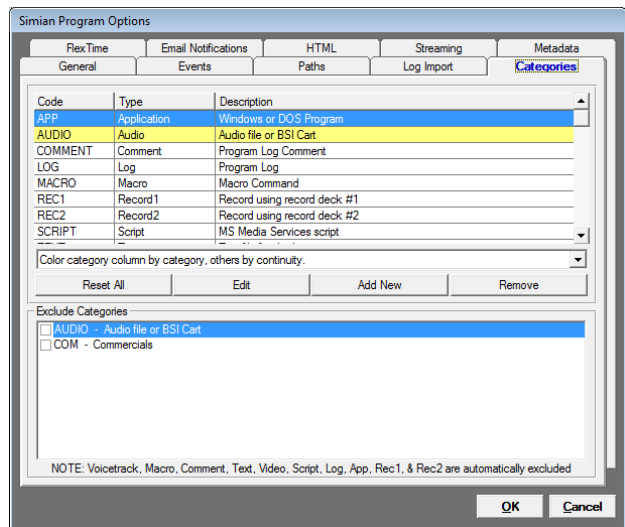 Simian Program Options
FlexTime Email Notifications HTML Streaming Metadata
General Events Paths Log Import Categories
Code Type Description
APP Application Windows or DOS Program
AUDIO Audio Audio file or BSI Cart
COMMENT Comment Program Log Comment
LOG Log Program Log
MACRO Macro Macro Command
REC1 Record1 Record using record deck #1
REC2 Record2 Record using record deck #2
SCRIPT Script MS Media Services script
Color category column by category, others by continuity.
Reset All Edit Add New Remove
Exclude Categories
AUDIO - Audio file or BSI Cart
COM - Commercials
NOTE: Voicetrack, Macro, Comment, Text, Video, Script, Log, App, Rec1, & Rec2 are automatically excluded
OK Cancel